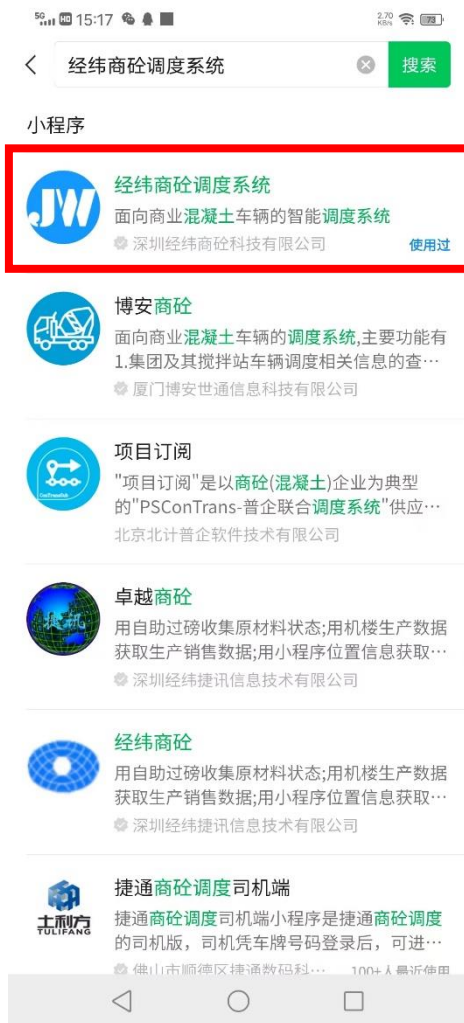 5G HD 15:17 2.70 KB/s 73
经纬商砼调度系统 搜索
小程序
JW
经纬商砼调度系统
面向商业混凝土车辆的智能调度系统
深圳经纬商砼科技有限公司 使用过
博安商砼
面向商业混凝土车辆的调度系统,主要功能有
1.集团及其搅拌站车辆调度相关信息的查…
厦门博安世通信息科技有限公司
项目订阅
"项目订阅"是以商砼(混凝土)企业为典型
的"PSConTrans-普企联合调度系统"供应…
北京北计普企软件技术有限公司
卓越商砼
用自助过磅收集原材料状态;用机楼生产数据
获取生产销售数据;用小程序位置信息获取…
深圳经纬捷讯信息技术有限公司
经纬商砼
用自助过磅收集原材料状态;用机楼生产数据
获取生产销售数据;用小程序位置信息获取…
深圳经纬捷讯信息技术有限公司
土利方
TULIFANG
捷通商砼调度司机端
捷通商砼调度司机端小程序是捷通商砼调度
的司机版，司机凭车牌号码登录后，可进…
佛山市顺德区捷通数码科… 100+人最近使用